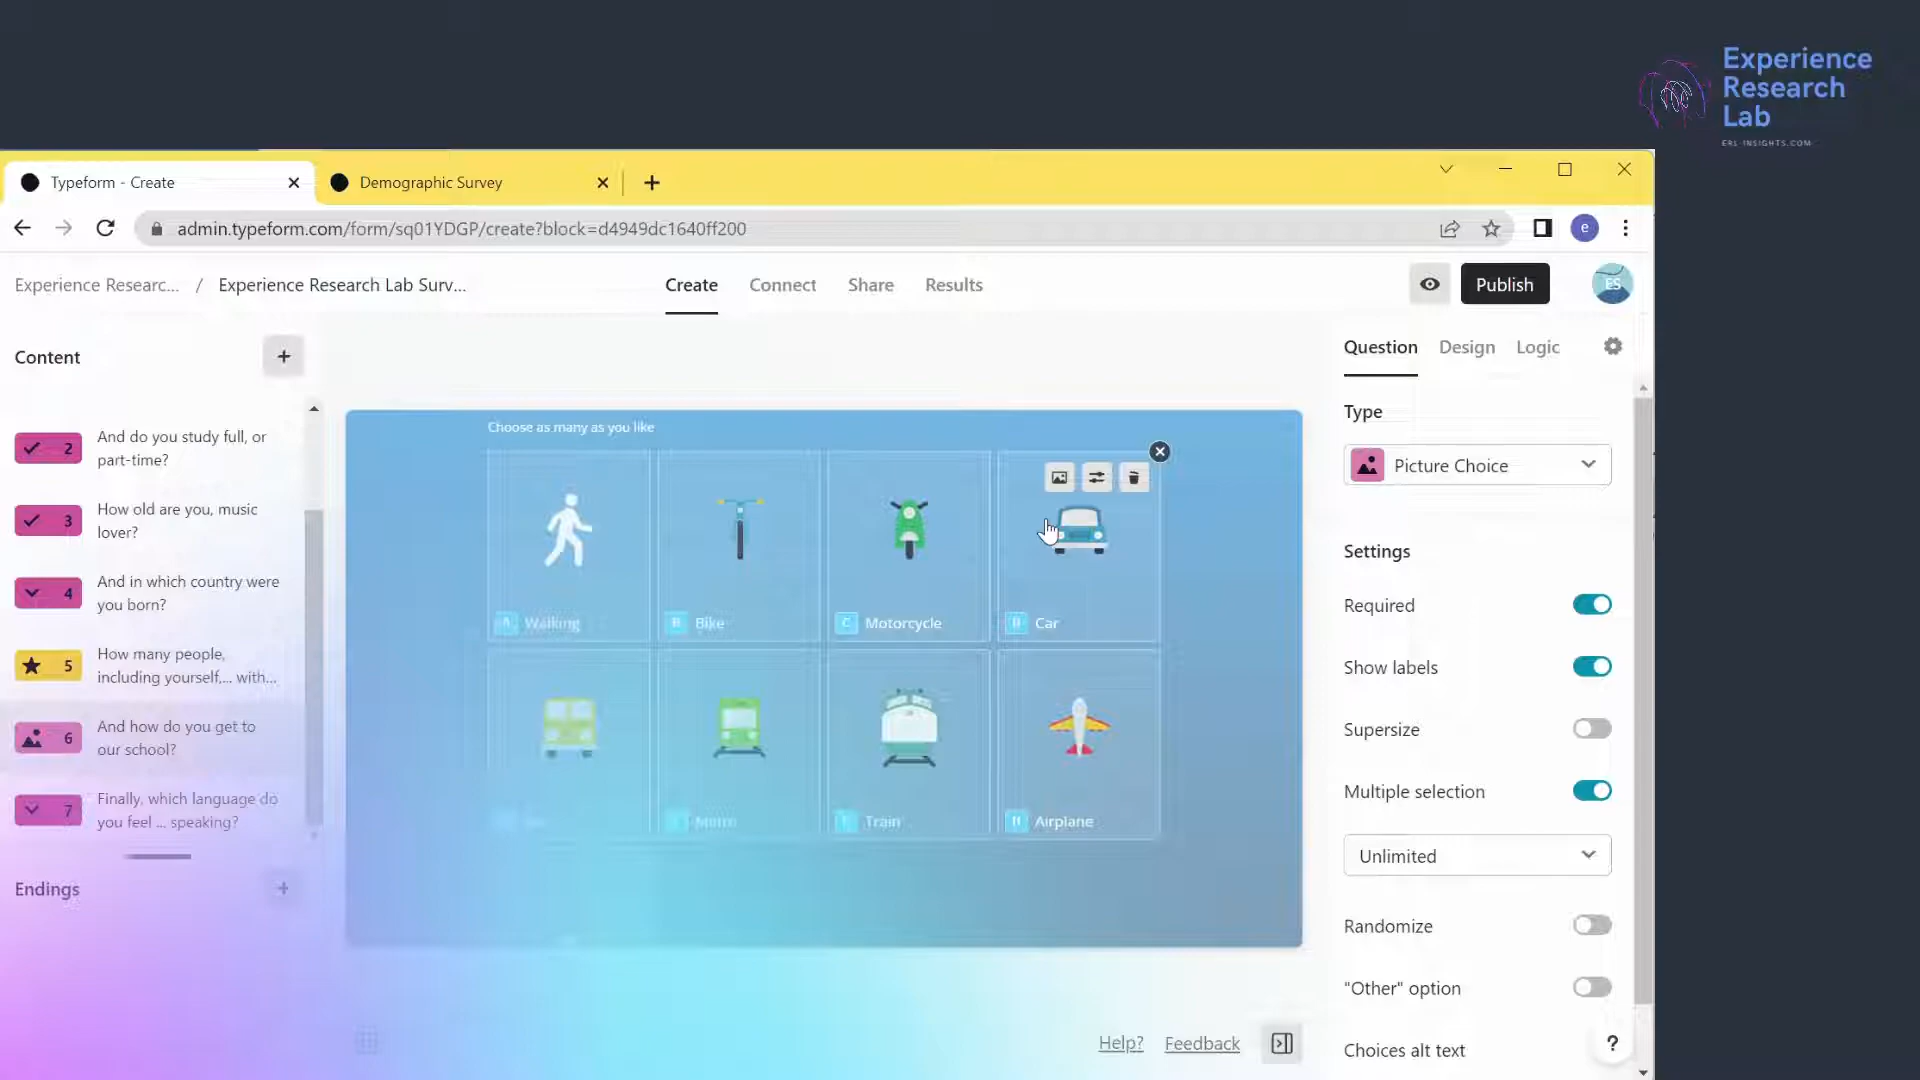 Experience
Research
Lab
ERL-INSIGHTS.COM
Typeform - Create
Demographic Survey
admin.typeform.com/form/sq01YDGP/create?block=d4949dc1640ff200
e
Experience Researc... / Experience Research Lab Surv...
Create
Connect
Share
Results
Publish
ES
Content
2 And do you study full, or
part-time?
3 How old are you, music
lover?
4 And in which country were
you born?
5 How many people,
including yourself,... with...
6 And how do you get to
our school?
7 Finally, which language do
you feel ... speaking?
Endings
Choose as many as you like
A Walking
B Bike
C Motorcycle
D Car
Metro
Train
H Airplane
Help?
Feedback
Question
Design
Logic
Type
Picture Choice
Settings
Required
Show labels
Supersize
Multiple selection
Unlimited
Randomize
"Other" option
Choices alt text
?